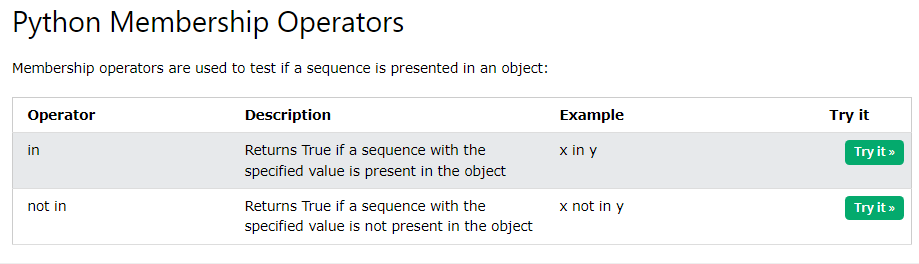 Python Membership Operators
Membership operators are used to test if a sequence is presented in an object:
Operator Description Example Try it
in Returns True if a sequence with the x in y Try it »
specified value is present in the object
not in Returns True if a sequence with the x not in y Try it »
specified value is not present in the object